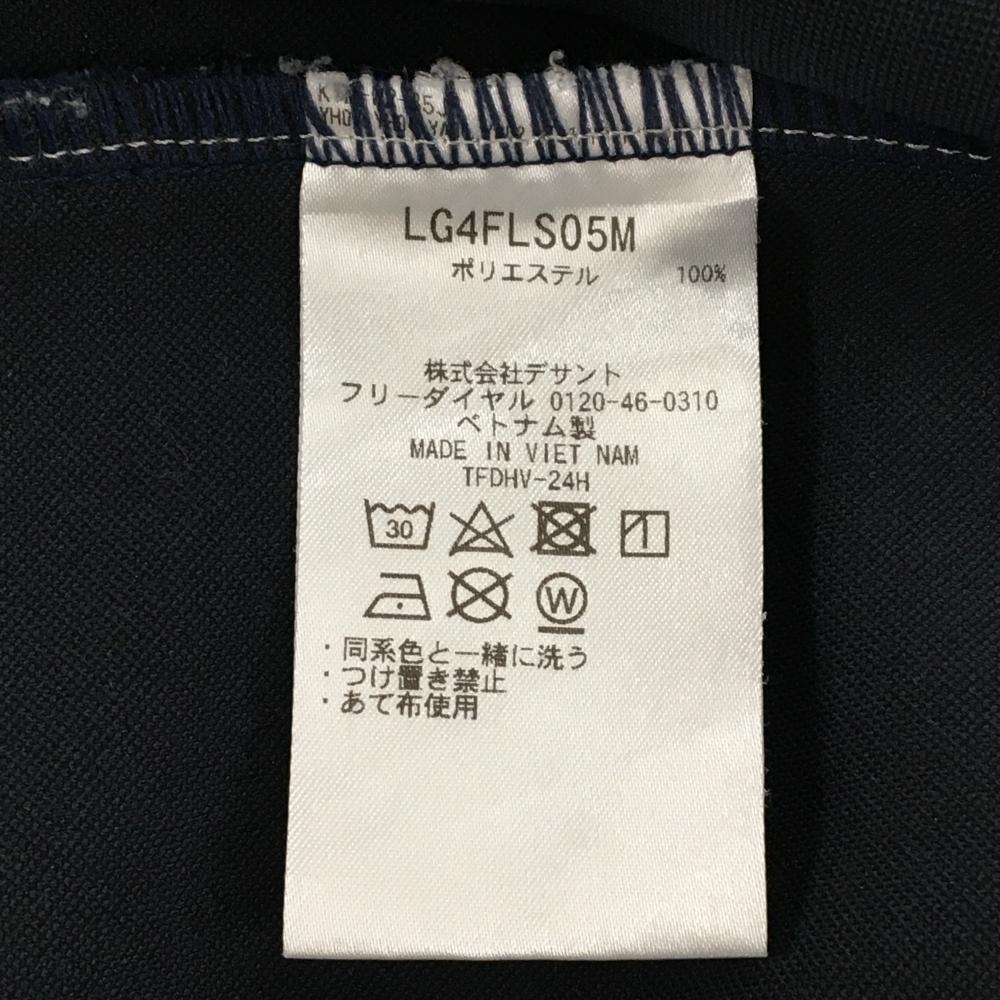 LG4FLS05M
ポリエステル 100%
株式会社デサント
フリーダイヤル 0120-46-0310
ベトナム製
MADE IN VIET NAM
TFDHV-24H
30
W
・同系色と一緒に洗う
・つけ置き禁止
・あて布使用